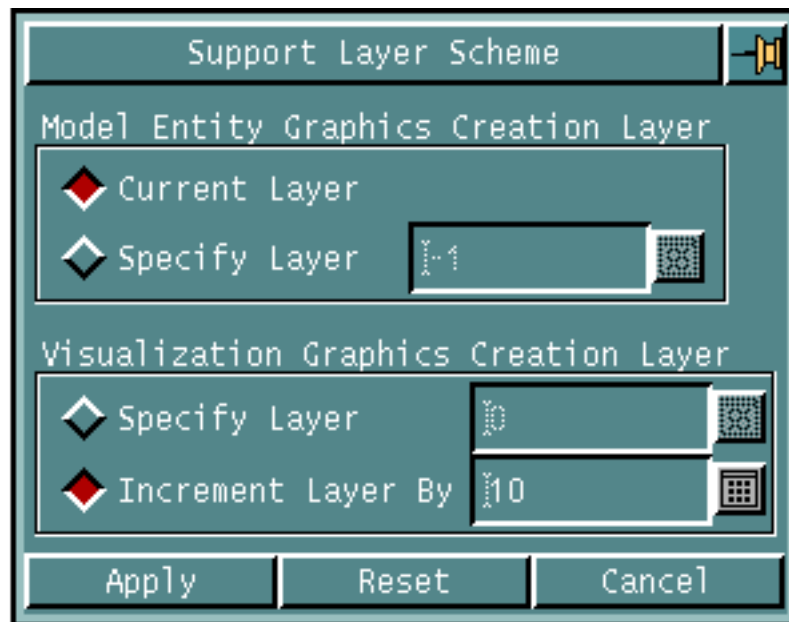 Support Layer Scheme
Model Entity Graphics Creation Layer
Current Layer
Specify Layer -1
Visualization Graphics Creation Layer
Specify Layer 0
Increment Layer By 10
Apply Reset Cancel